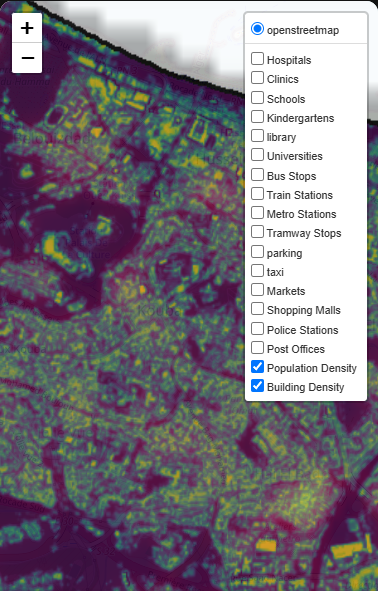 +
−
openstreetmap
Hospitals
Clinics
Schools
Kindergartens
library
Universities
Bus Stops
Train Stations
Metro Stations
Tramway Stops
parking
taxi
Markets
Shopping Malls
Police Stations
Post Offices
Population Density
Building Density